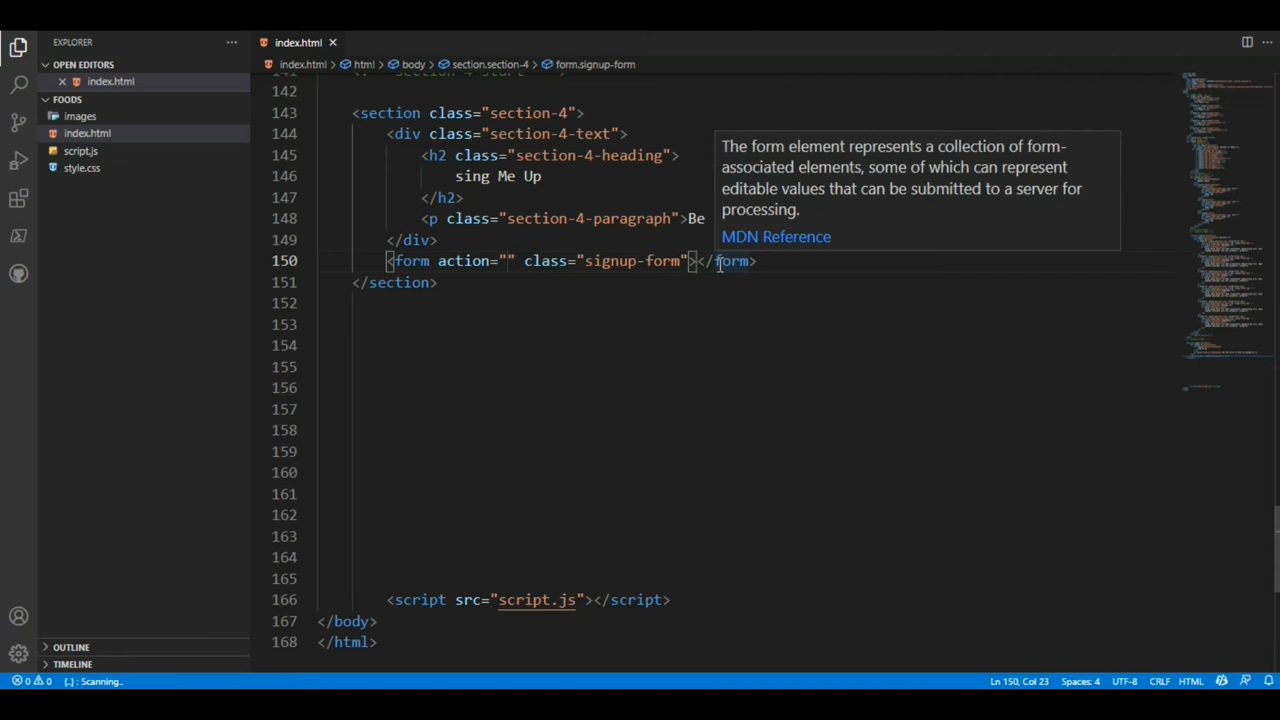 EXPLORER
OPEN EDITORS
index.html
FOODS
images
index.html
script.js
style.css
OUTLINE
TIMELINE
index.html
index.html html body section.section-4 form.signup-form
142
143 <section class="section-4">
144 <div class="section-4-text">
145 <h2 class="section-4-heading">
146 sing Me Up
147 </h2>
148 <p class="section-4-paragraph">Be
149 </div>
150 <form action="" class="signup-form"></form>
151 </section>
152
153
154
155
156
157
158
159
160
161
162
163
164
165
166 <script src="script.js"></script>
167 </body>
168 </html>
The form element represents a collection of form-
associated elements, some of which can represent
editable values that can be submitted to a server for
processing.
MDN Reference
0 0 {..} : Scanning.. Ln 150, Col 23 Spaces: 4 UTF-8 CRLF HTML